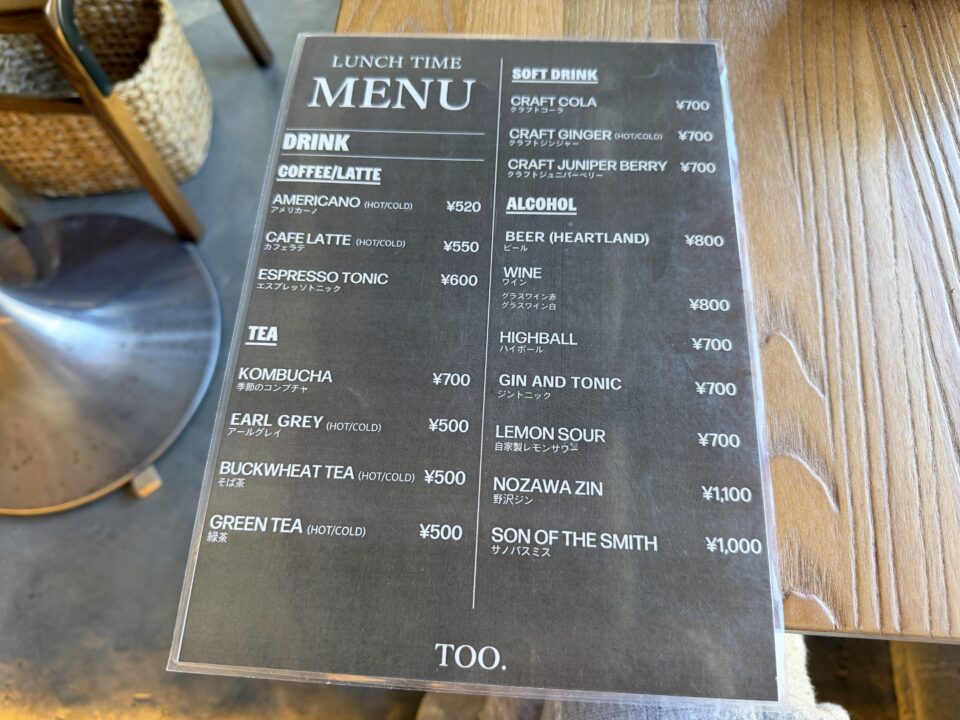 LUNCH TIME
MENU
DRINK
COFFEE/LATTE
AMERICANO (HOT/COLD) ¥520
アメリカーノ
CAFE LATTE (HOT/COLD) ¥550
カフェラテ
ESPRESSO TONIC ¥600
エスプレッソトニック
TEA
KOMBUCHA ¥700
季節のコンブチャ
EARL GREY (HOT/COLD) ¥500
アールグレイ
BUCKWHEAT TEA (HOT/COLD) ¥500
そば茶
GREEN TEA (HOT/COLD) ¥500
緑茶
SOFT DRINK
CRAFT COLA ¥700
クラフトコーラ
CRAFT GINGER (HOT/COLD) ¥700
クラフトジンジャー
CRAFT JUNIPER BERRY ¥700
クラフトジュニパーベリー
ALCOHOL
BEER (HEARTLAND) ¥800
ビール
WINE
ワイン
グラスワイン赤
グラスワイン白 ¥800
HIGHBALL ¥700
ハイボール
GIN AND TONIC ¥700
ジントニック
LEMON SOUR ¥700
自家製レモンサワー
NOZAWA ZIN ¥1,100
野沢ジン
SON OF THE SMITH ¥1,000
サノバスミス
TOO.